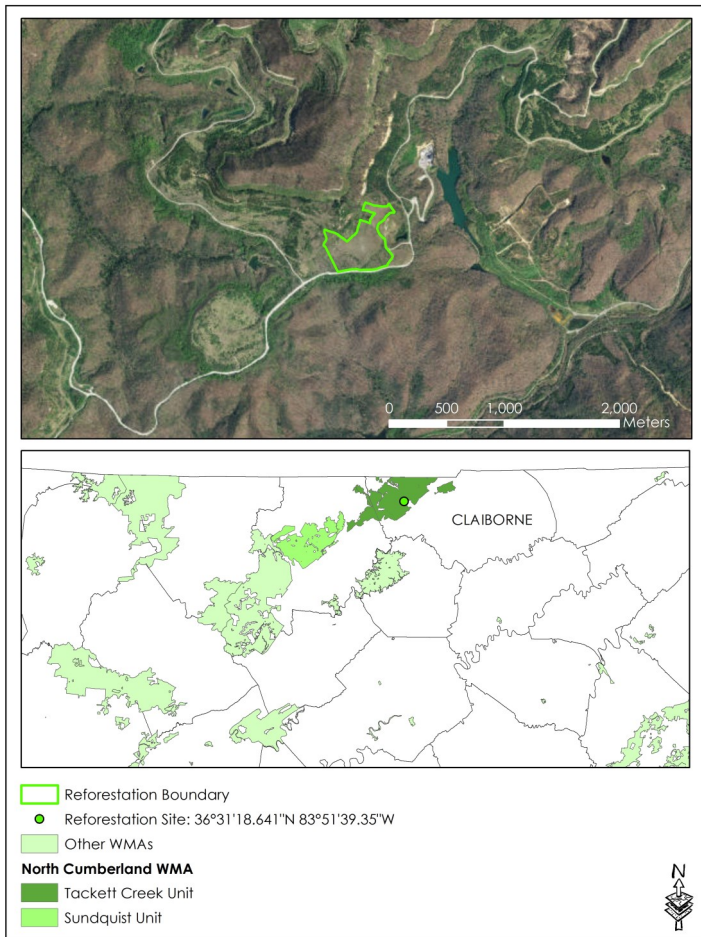 0 500 1,000 2,000
Meters
CLAIBORNE
Reforestation Boundary
Reforestation Site: 36°31'18.641"N 83°51'39.35"W
Other WMAs
North Cumberland WMA
Tackett Creek Unit
Sundquist Unit
N